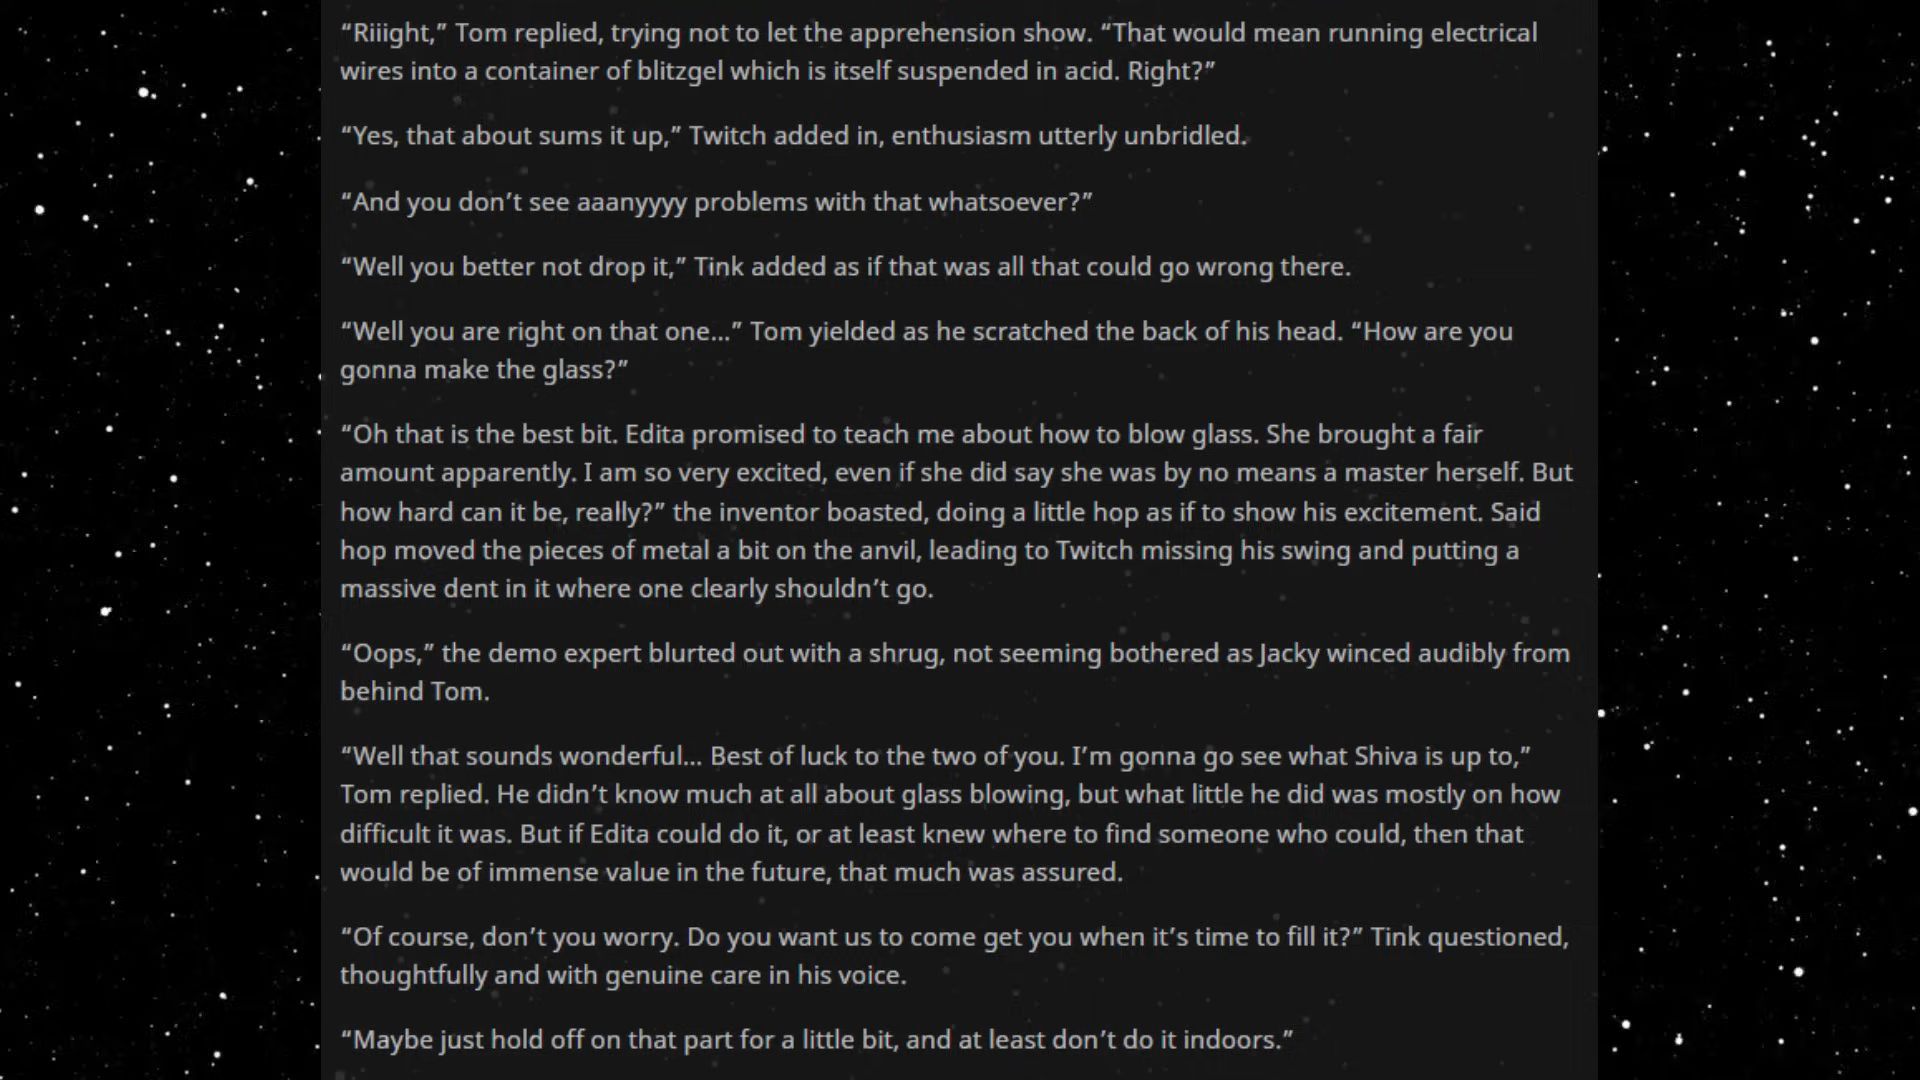 “Riiight,” Tom replied, trying not to let the apprehension show. “That would mean running electrical
wires into a container of blitzgel which is itself suspended in acid. Right?”
“Yes, that about sums it up,” Twitch added in, enthusiasm utterly unbridled.
“And you don’t see aaanyyyy problems with that whatsoever?”
“Well you better not drop it,” Tink added as if that was all that could go wrong there.
“Well you are right on that one…” Tom yielded as he scratched the back of his head. “How are you
gonna make the glass?”
“Oh that is the best bit. Edita promised to teach me about how to blow glass. She brought a fair
amount apparently. I am so very excited, even if she did say she was by no means a master herself. But
how hard can it be, really?” the inventor boasted, doing a little hop as if to show his excitement. Said
hop moved the pieces of metal a bit on the anvil, leading to Twitch missing his swing and putting a
massive dent in it where one clearly shouldn’t go.
“Oops,” the demo expert blurted out with a shrug, not seeming bothered as Jacky winced audibly from
behind Tom.
“Well that sounds wonderful… Best of luck to the two of you. I’m gonna go see what Shiva is up to,”
Tom replied. He didn’t know much at all about glass blowing, but what little he did was mostly on how
difficult it was. But if Edita could do it, or at least knew where to find someone who could, then that
would be of immense value in the future, that much was assured.
“Of course, don’t you worry. Do you want us to come get you when it’s time to fill it?” Tink questioned,
thoughtfully and with genuine care in his voice.
“Maybe just hold off on that part for a little bit, and at least don’t do it indoors.”